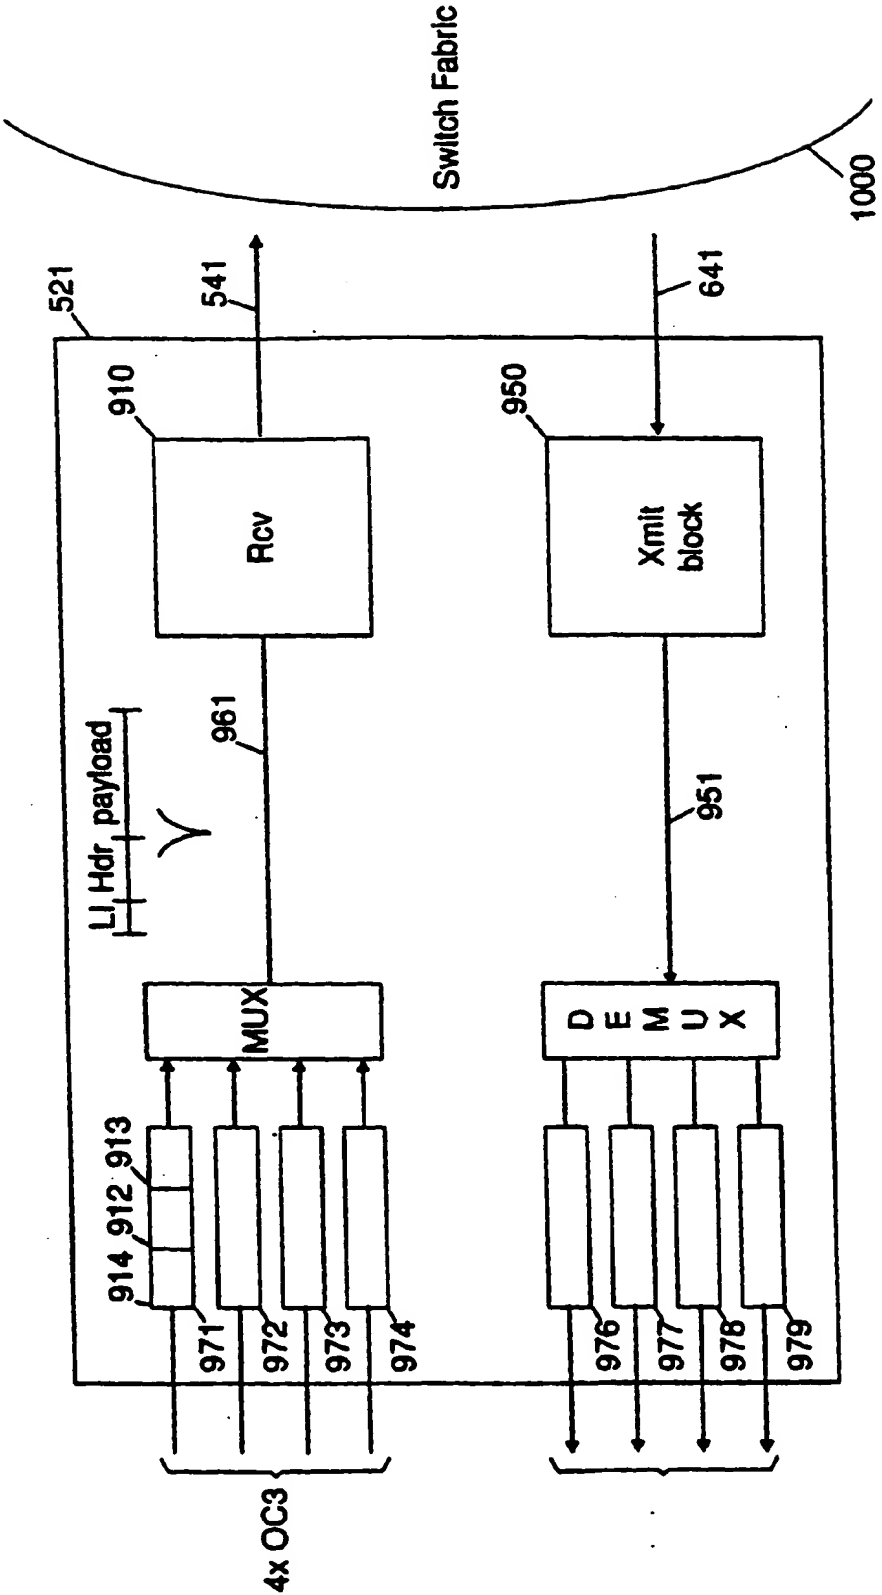 521
914 912 913
LI, Hdr, payload
910
541
971
972
973
974
MUX
961
Rcv
4x OC3
Switch Fabric
976
977
978
979
D
E
M
U
X
951
Xmit
block
950
641
1000